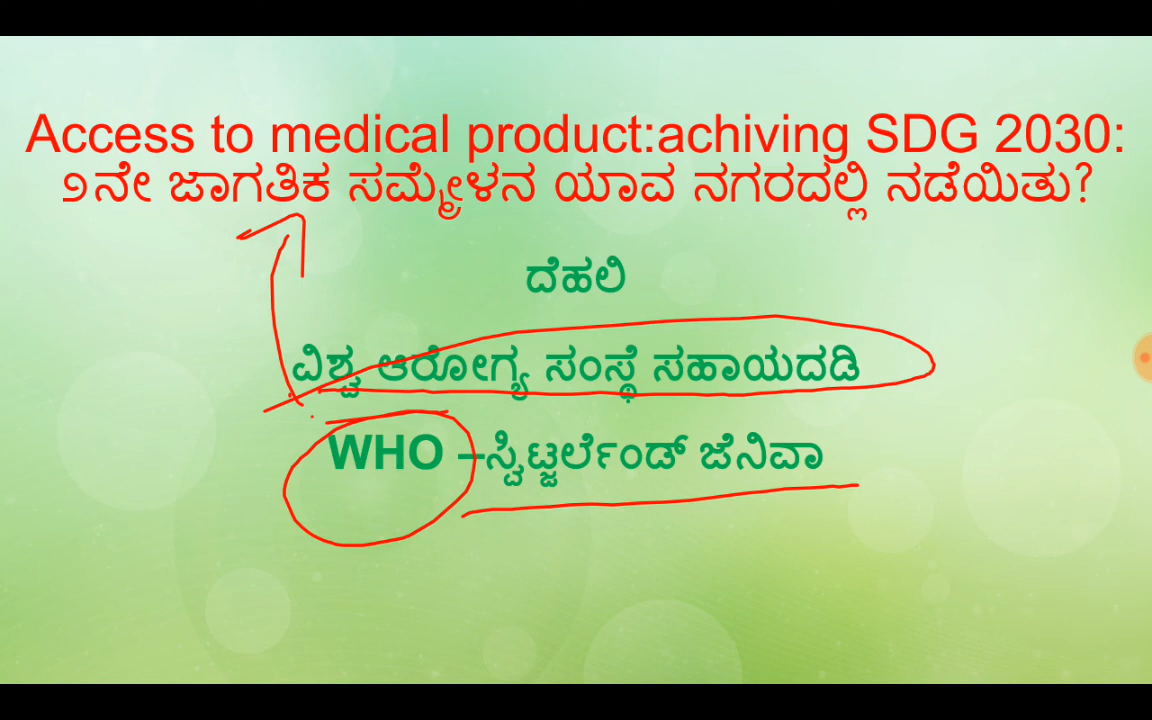 Access to medical product:achiving SDG 2030:
೨ನೇ ಜಾಗತಿಕ ಸಮ್ಮೇಳನ ಯಾವ ನಗರದಲ್ಲಿ ನಡೆಯಿತು?
ದೆಹಲಿ
ವಿಶ್ವ ಆರೋಗ್ಯ ಸಂಸ್ಥೆ ಸಹಾಯದಡಿ
WHO –ಸ್ವಿಟ್ಜರ್ಲೆಂಡ್ ಜೆನಿವಾ